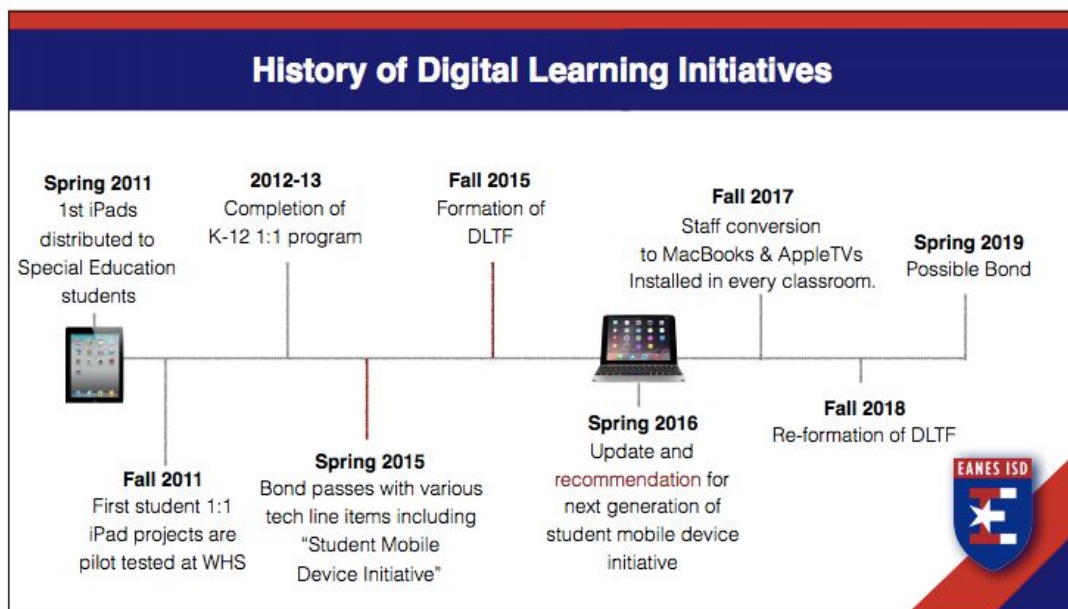 History of Digital Learning Initiatives
Spring 2011
1st iPads
distributed to
Special Education
students
Fall 2011
First student 1:1
iPad projects are
pilot tested at WHS
2012-13
Completion of
K-12 1:1 program
Spring 2015
Bond passes with various
tech line items including
“Student Mobile
Device Initiative”
Fall 2015
Formation of
DLTF
Spring 2016
Update and
recommendation for
next generation of
student mobile device
initiative
Fall 2017
Staff conversion
to MacBooks & AppleTVs
Installed in every classroom.
Fall 2018
Re-formation of DLTF
Spring 2019
Possible Bond
EANES ISD